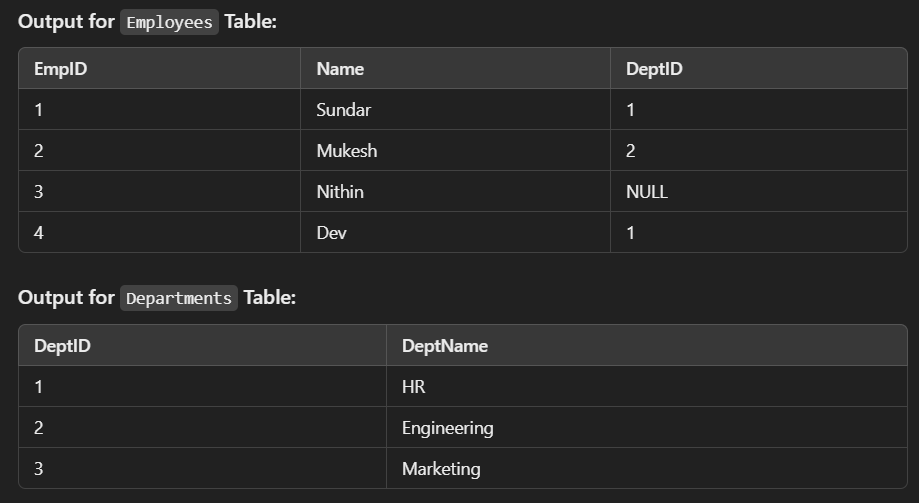 Output for Employees Table:
EmpID Name DeptID
1 Sundar 1
2 Mukesh 2
3 Nithin NULL
4 Dev 1
Output for Departments Table:
DeptID DeptName
1 HR
2 Engineering
3 Marketing